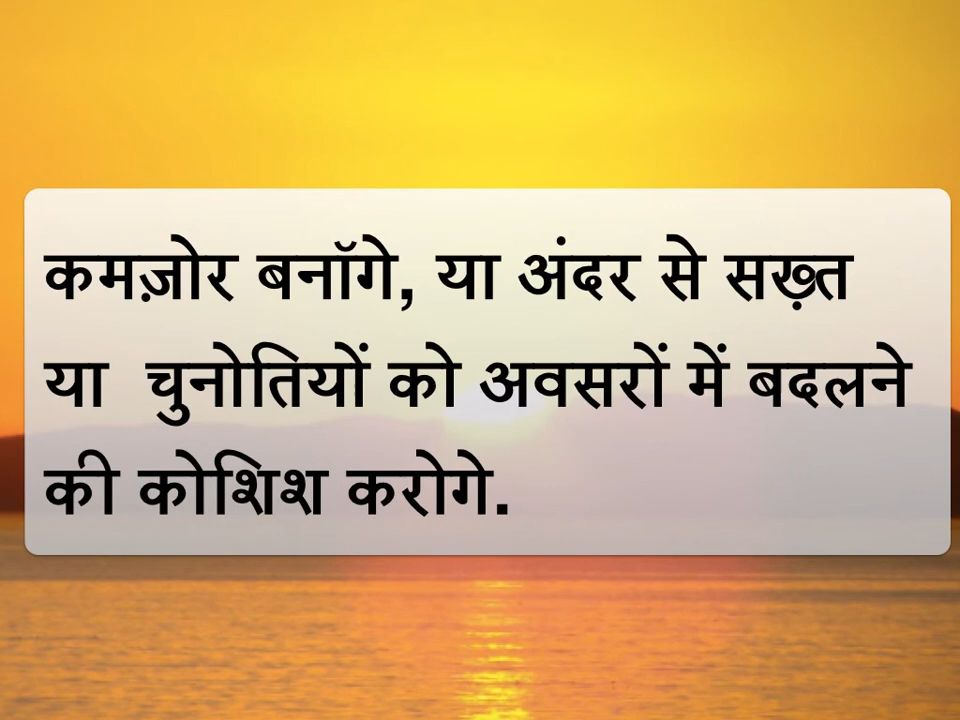 कमज़ोर बनॉगे, या अंदर से सख़्त
या चुनोतियों को अवसरों में बदलने
की कोशिश करोगे.